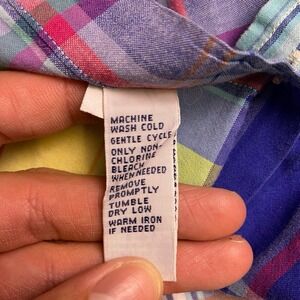 MACHINE
WASH COLD
GENTLE CYCLE
ONLY NON-
CHLORINE
BLEACH
WHEN NEEDED
REMOVE
PROMPTLY
TUMBLE
DRY LOW
WARM IRON
IF NEEDED